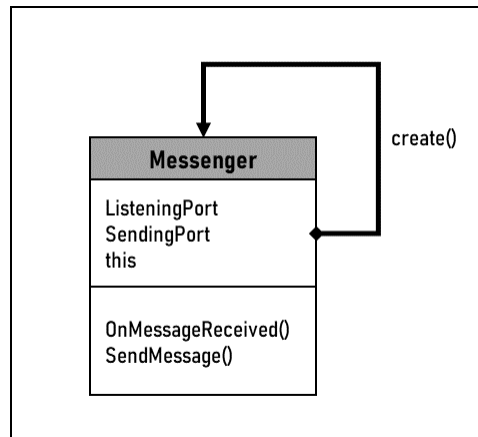 create()
Messenger
ListeningPort
SendingPort
this
OnMessageReceived()
SendMessage()